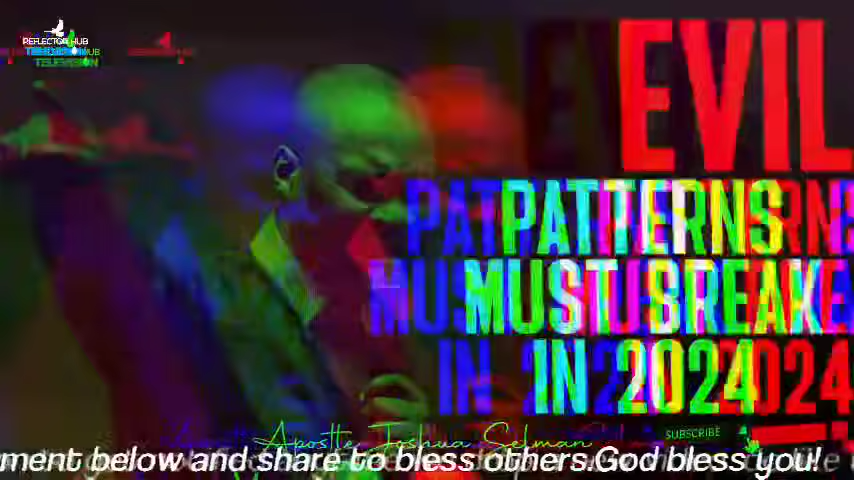 REFLECTOR HUB
TELEVISION
EVIL
PATTERNS
MUST BREAK
IN 2024
Apostle Joshua Selman
SUBSCRIBE
ment below and share to bless others.God bless you!